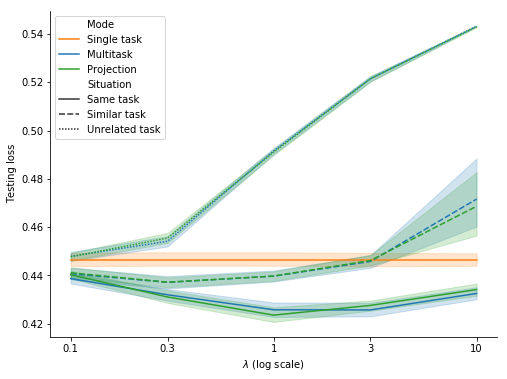 0.54
0.52
0.50
0.48
0.46
0.44
0.42
Testing loss
Mode
Single task
Multitask
Projection
Situation
Same task
Similar task
Unrelated task
0.1 0.3 1 3 10
λ (log scale)